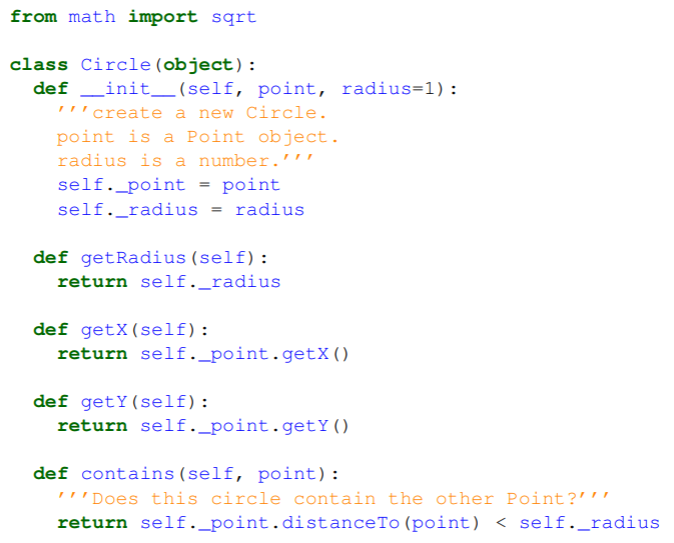 from math import sqrt

class Circle(object):
  def __init__(self, point, radius=1):
    '''create a new Circle.
    point is a Point object.
    radius is a number.'''
    self._point = point
    self._radius = radius

  def getRadius(self):
    return self._radius

  def getX(self):
    return self._point.getX()

  def getY(self):
    return self._point.getY()

  def contains(self, point):
    '''Does this circle contain the other Point?'''
    return self._point.distanceTo(point) < self._radius